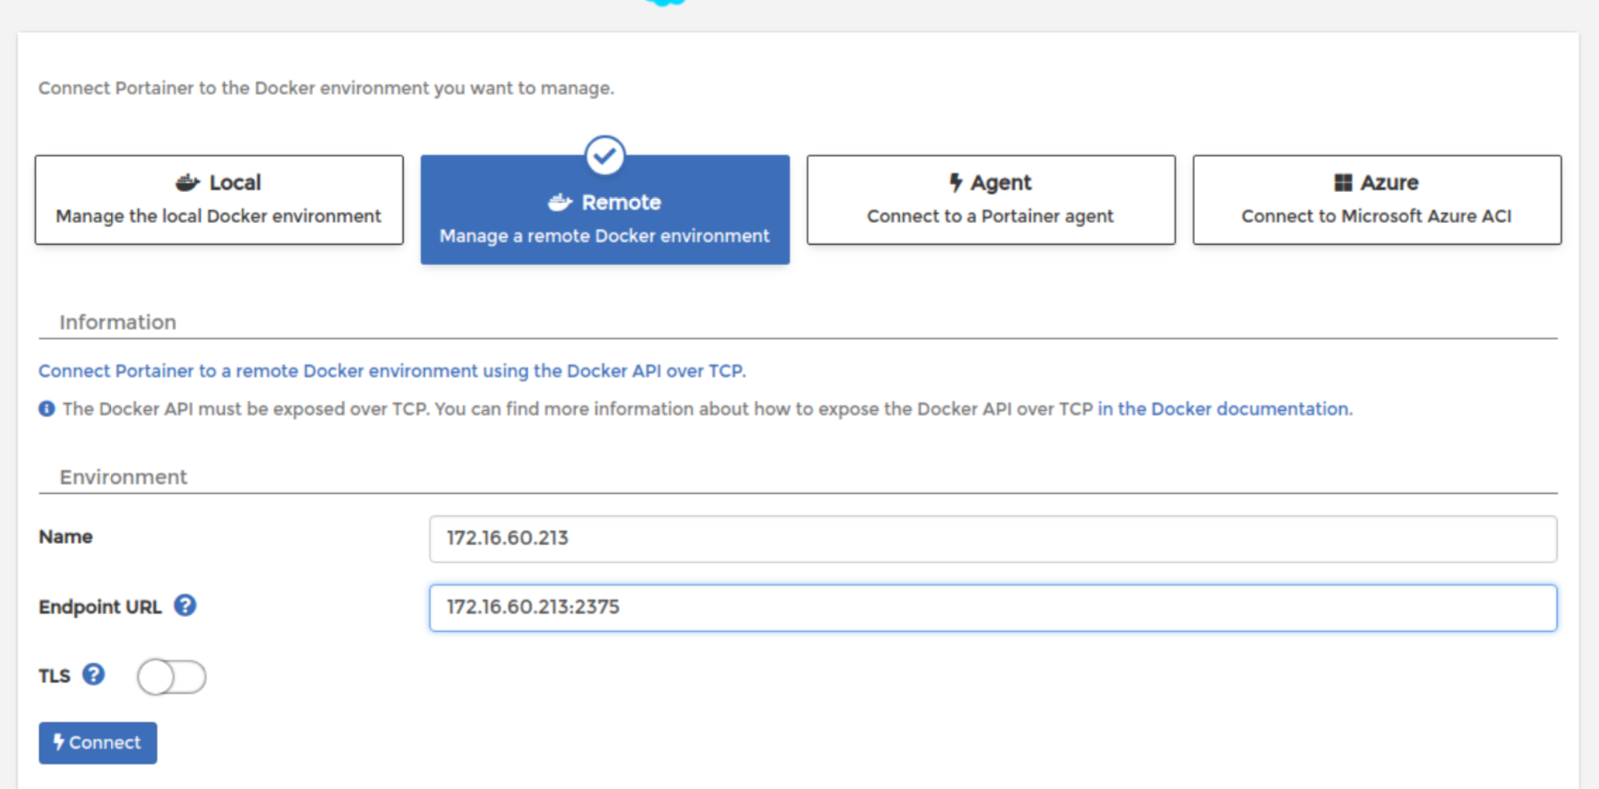 Connect Portainer to the Docker environment you want to manage.
Local
Manage the local Docker environment
Remote
Manage a remote Docker environment
Agent
Connect to a Portainer agent
Azure
Connect to Microsoft Azure ACI
Information
Connect Portainer to a remote Docker environment using the Docker API over TCP.
The Docker API must be exposed over TCP. You can find more information about how to expose the Docker API over TCP in the Docker documentation.
Environment
Name 172.16.60.213
Endpoint URL 172.16.60.213:2375
TLS
Connect